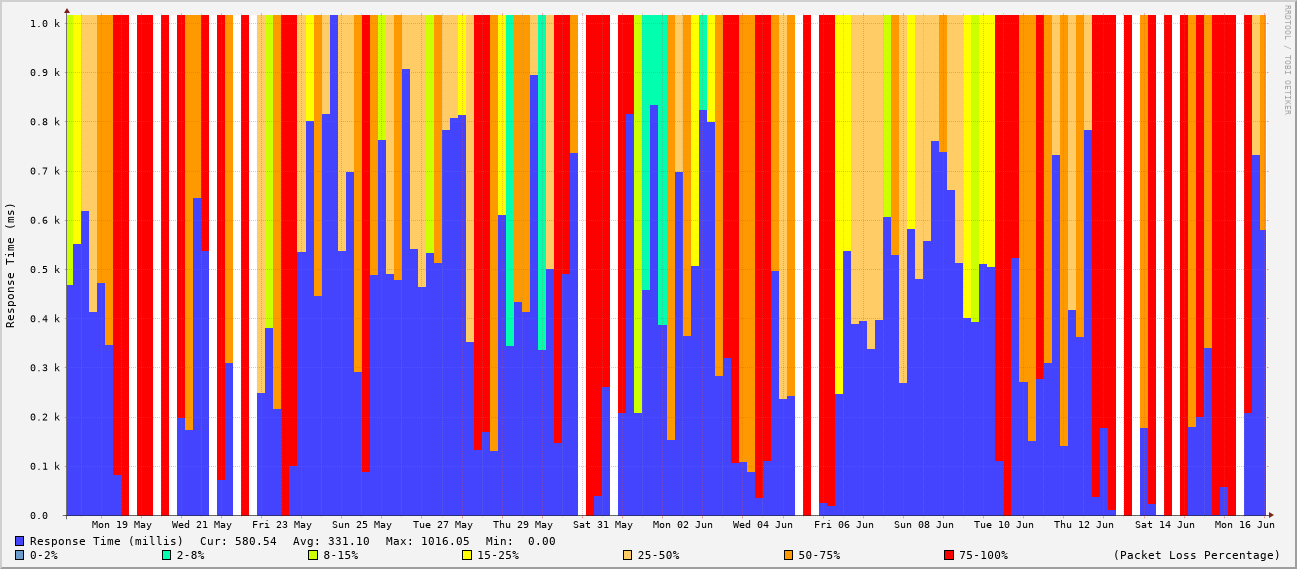 1.0 k
0.9 k
0.8 k
0.7 k
0.6 k
0.5 k
0.4 k
0.3 k
0.2 k
0.1 k
0.0
Response Time (ms)
RRDTOOL / TOBI OETIKER
Mon 19 May Wed 21 May Fri 23 May Sun 25 May Tue 27 May Thu 29 May Sat 31 May Mon 02 Jun Wed 04 Jun Fri 06 Jun Sun 08 Jun Tue 10 Jun Thu 12 Jun Sat 14 Jun Mon 16 Jun
Response Time (millis) Cur: 580.54 Avg: 331.10 Max: 1016.05 Min: 0.00
0-2% 2-8% 8-15% 15-25% 25-50% 50-75% 75-100% (Packet Loss Percentage)